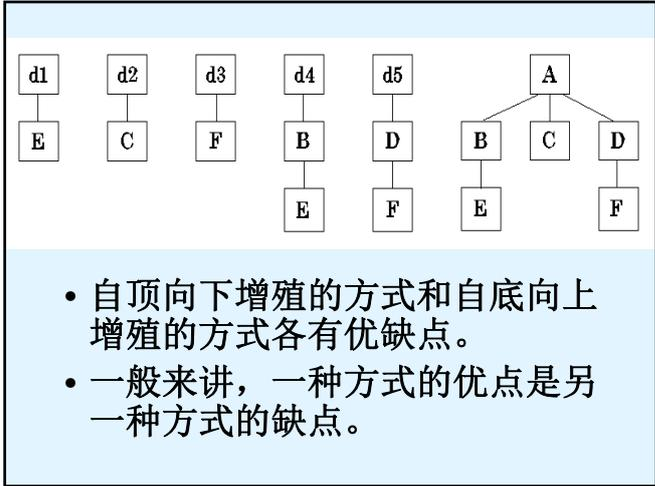 d1 d2 d3 d4 d5 A
E C F B D B C D
E F E F
• 自顶向下增殖的方式和自底向上
增殖的方式各有优缺点。
• 一般来讲，一种方式的优点是另
一种方式的缺点。